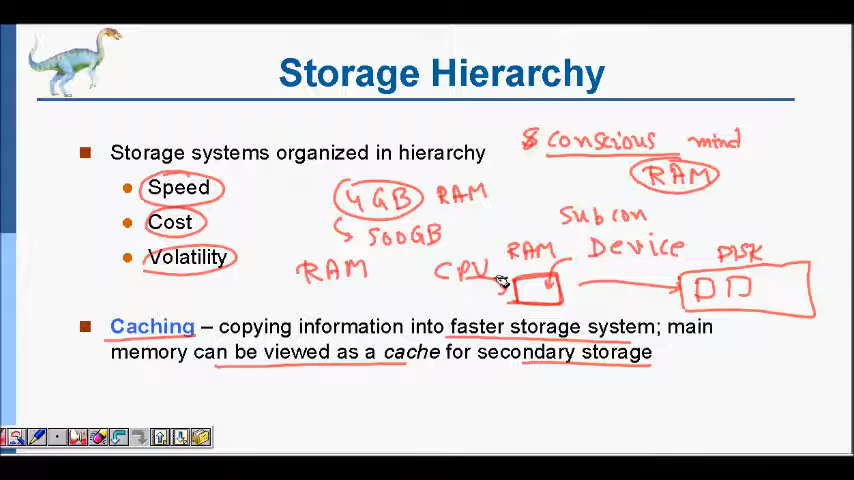 Storage Hierarchy
Storage systems organized in hierarchy
conscious mind
RAM
Speed
4GB RAM
Cost
500GB
Subcon
Volatility
RAM
CPU
RAM
Device
DISK
Caching – copying information into faster storage system; main
memory can be viewed as a cache for secondary storage